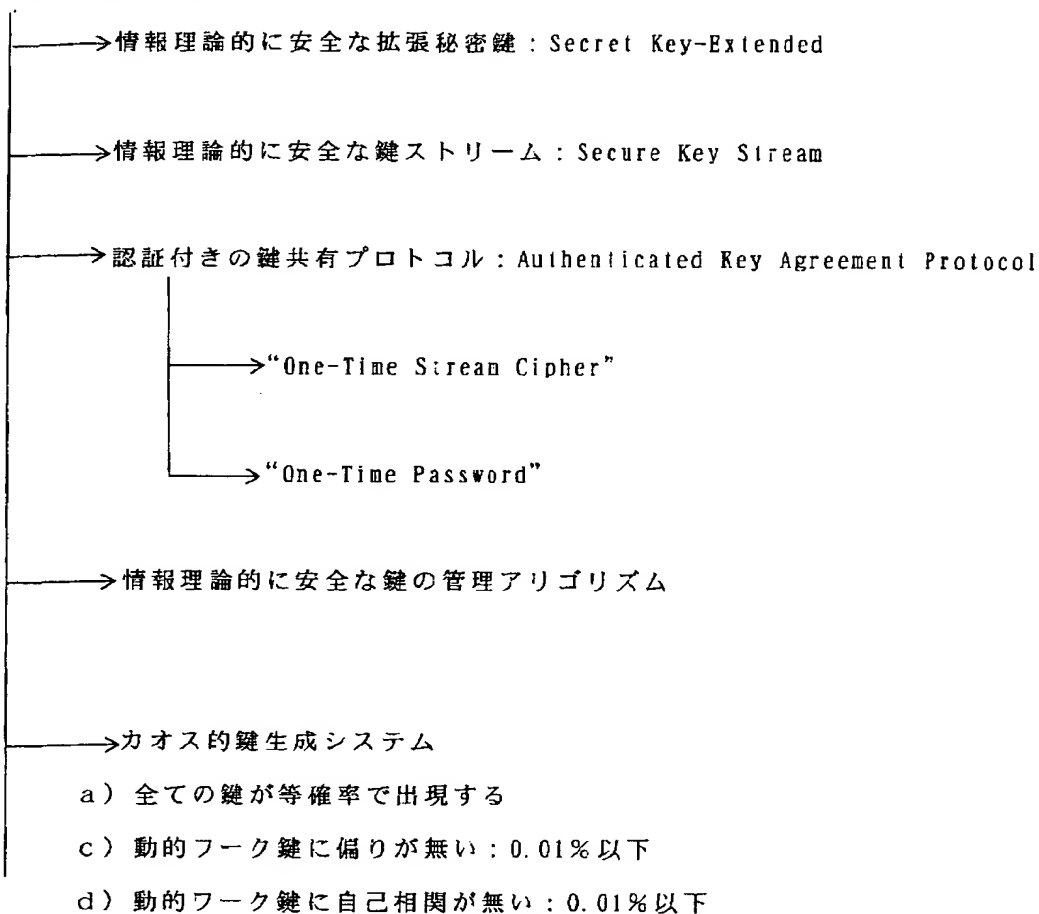 情報理論的に安全な拡張秘密鍵：Secret Key-Extended
情報理論的に安全な鍵ストリーム：Secure Key Stream
認証付きの鍵共有プロトコル：Authenticated Key Agreement Protocol
“One-Time Stream Cipher”
“One-Time Password”
情報理論的に安全な鍵の管理アリゴリズム
カオス的鍵生成システム
a）全ての鍵が等確率で出現する
c）動的フーク鍵に偏りが無い：0.01％以下
d）動的ワーク鍵に自己相関が無い：0.01％以下